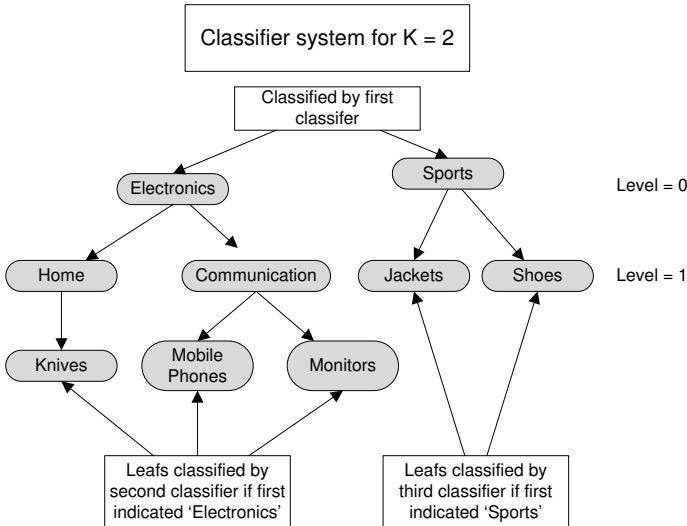 Classifier system for K = 2
Classified by first
classifer
Electronics
Sports
Level = 0
Home
Communication
Jackets
Shoes
Level = 1
Knives
Mobile
Phones
Monitors
Leafs classified by
second classifier if first
indicated 'Electronics'
Leafs classified by
third classifier if first
indicated 'Sports'